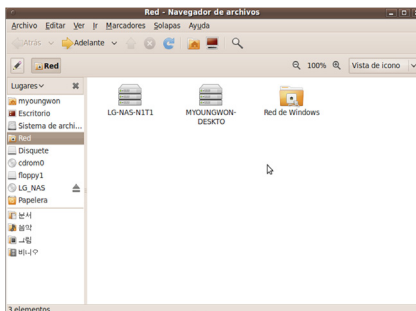 Red - Navegador de archivos
Archivo Editar Ver Ir Marcadores Solapas Ayuda
Atrás Adelante
Red 100% Vista de icono
Lugares
myoungwon
Escritorio
Sistema de archi...
Red
Disquete
cdrom0
floppy1
LG_NAS
Papelera
문서
음악
그림
비디오
LG-NAS-N1T1
MYOUNGWON-
DESKTO
Red de Windows
3 elementos